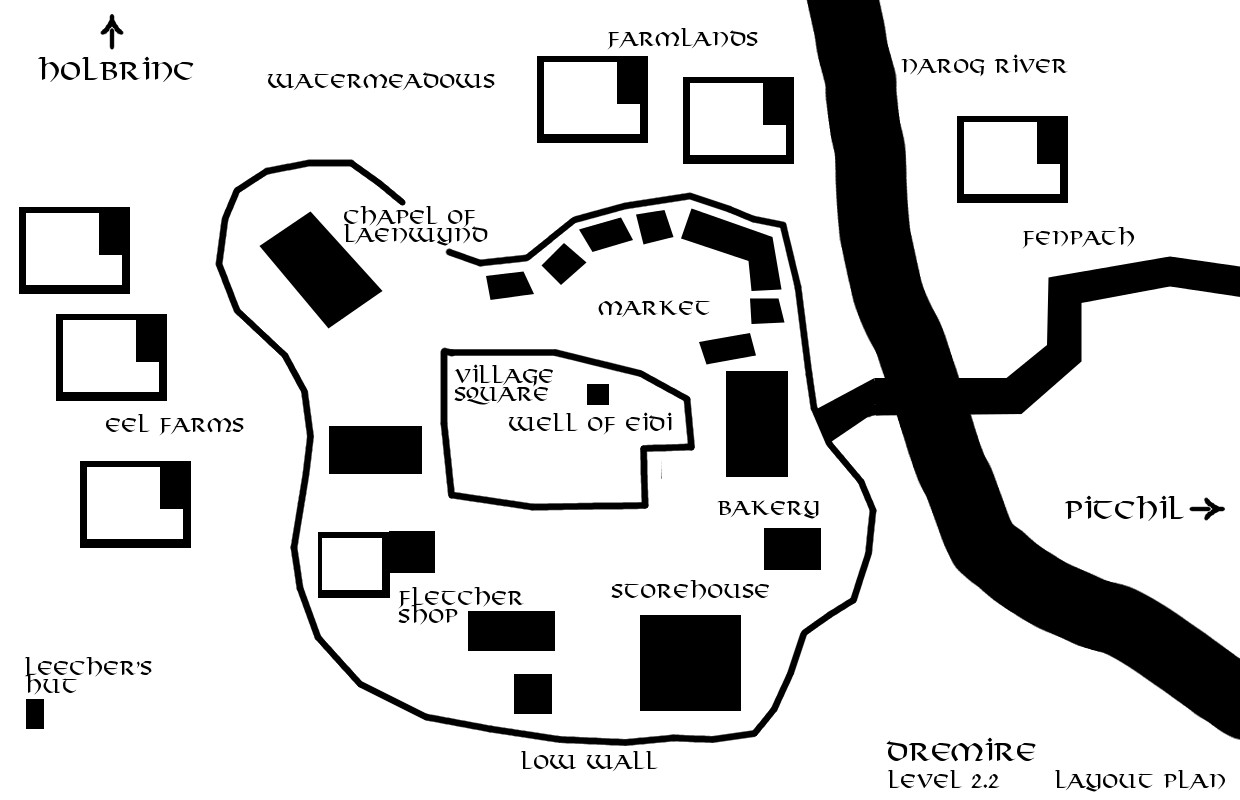 FARMLANDS
HOLBRINC
WATERMEADOWS
NAROG RIVER
CHAPEL OF
LAENWYND
FENPATH
MARKET
VILLAGE
SQUARE
WELL OF EIDI
EEL FARMS
BAKERY
PITCHIL
STOREHOUSE
FLETCHER
SHOP
LEECHER'S
HUT
LOW WALL
DREMIRE
LEVEL 2.2 LAYOUT PLAN